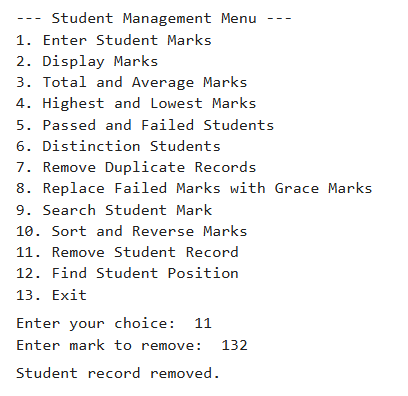 --- Student Management Menu ---
1. Enter Student Marks
2. Display Marks
3. Total and Average Marks
4. Highest and Lowest Marks
5. Passed and Failed Students
6. Distinction Students
7. Remove Duplicate Records
8. Replace Failed Marks with Grace Marks
9. Search Student Mark
10. Sort and Reverse Marks
11. Remove Student Record
12. Find Student Position
13. Exit
Enter your choice:  11
Enter mark to remove:  132
Student record removed.